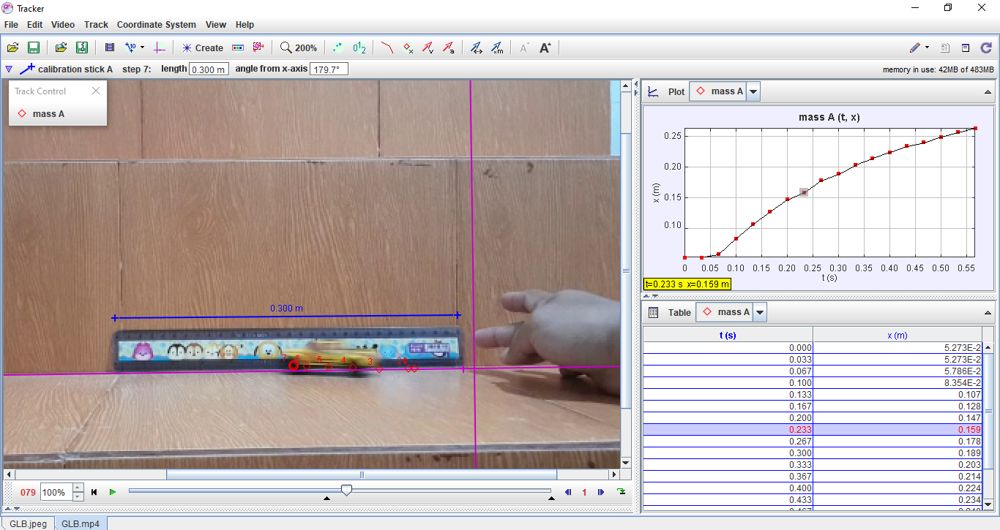 Tracker
File Edit Video Track Coordinate System View Help
Create 200%
calibration stick A step 7: length 0.300 m angle from x-axis 179.7° memory in use: 42MB of 483MB
Track Control
mass A
0.300 m
7 6 5 4 3
079 100% 1
GLB.jpeg GLB.mp4
Plot mass A
mass A (t, x)
x (m)
0.25
0.20
0.15
0.10
0 0.05 0.10 0.15 0.20 0.25 0.30 0.35 0.40 0.45 0.50 0.55
t (s)
t=0.233 s x=0.159 m
Table mass A
t (s) x (m)
0.000 5.273E-2
0.033 5.273E-2
0.067 5.786E-2
0.100 8.354E-2
0.133 0.107
0.167 0.128
0.200 0.147
0.233 0.159
0.267 0.178
0.300 0.189
0.333 0.203
0.367 0.214
0.400 0.224
0.433 0.234